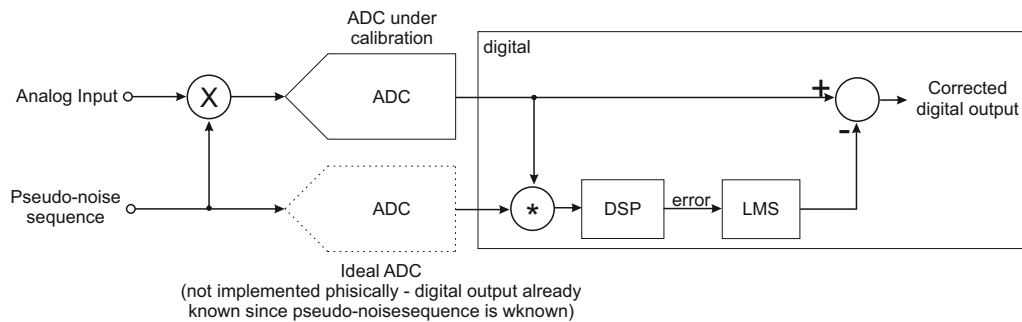 ADC under
calibration
digital
Analog Input
X
ADC
+
-
Corrected
digital output
Pseudo-noise
sequence
ADC
*
DSP
error
LMS
Ideal ADC
(not implemented phisically - digital output already
known since pseudo-noisesequence is wknown)